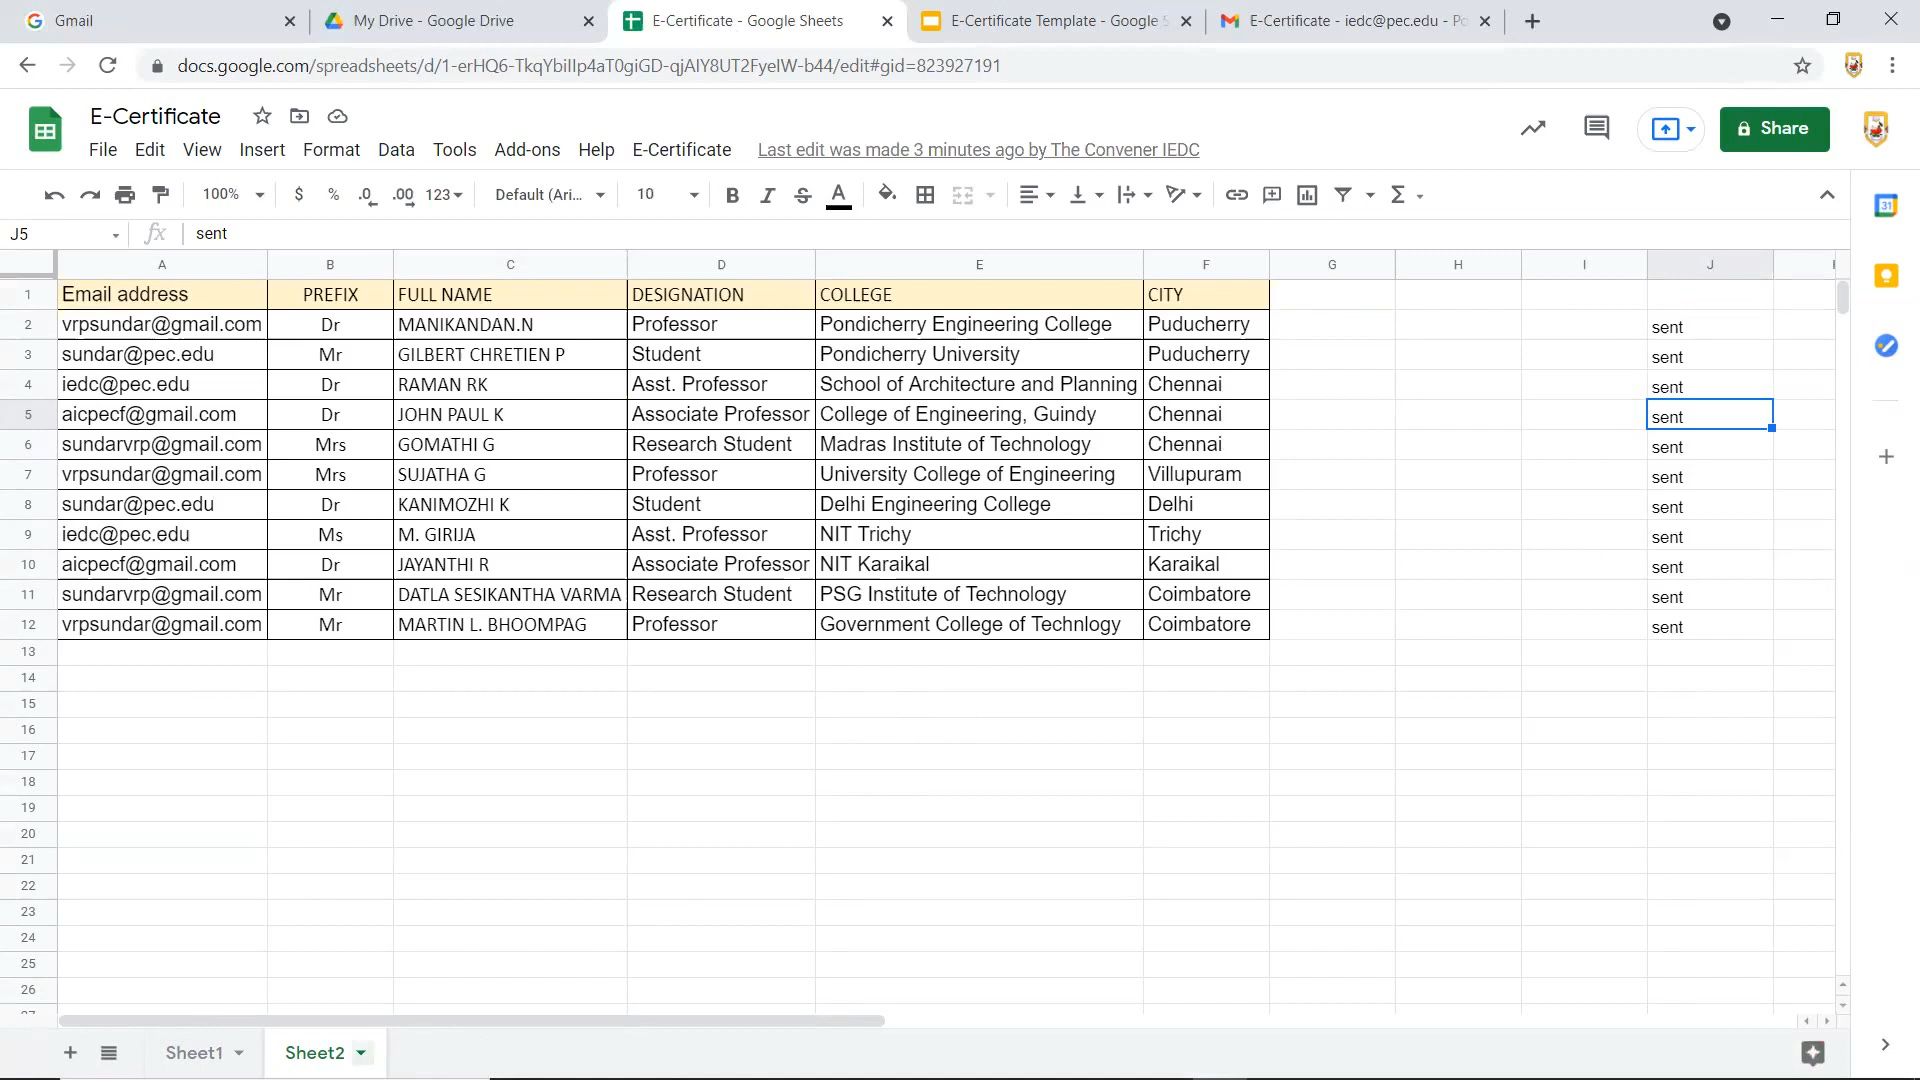 Gmail
My Drive - Google Drive
E-Certificate - Google Sheets
E-Certificate Template - Google S
E-Certificate - iedc@pec.edu - Po
docs.google.com/spreadsheets/d/1-erHQ6-TkqYbiIIp4aT0giGD-qjAIY8UT2FyeIW-b44/edit#gid=823927191
E-Certificate
Share
File Edit View Insert Format Data Tools Add-ons Help E-Certificate Last edit was made 3 minutes ago by The Convener IEDC
100% $ % .0 .00 123 Default (Ari... 10 B I S A Σ
31
J5 fx sent
A B C D E F G H I J
1 Email address PREFIX FULL NAME DESIGNATION COLLEGE CITY
2 vrpsundar@gmail.com Dr MANIKANDAN.N Professor Pondicherry Engineering College Puducherry sent
3 sundar@pec.edu Mr GILBERT CHRETIEN P Student Pondicherry University Puducherry sent
4 iedc@pec.edu Dr RAMAN RK Asst. Professor School of Architecture and Planning Chennai sent
5 aicpecf@gmail.com Dr JOHN PAUL K Associate Professor College of Engineering, Guindy Chennai sent
6 sundarvrp@gmail.com Mrs GOMATHI G Research Student Madras Institute of Technology Chennai sent
7 vrpsundar@gmail.com Mrs SUJATHA G Professor University College of Engineering Villupuram sent
8 sundar@pec.edu Dr KANIMOZHI K Student Delhi Engineering College Delhi sent
9 iedc@pec.edu Ms M. GIRIJA Asst. Professor NIT Trichy Trichy sent
10 aicpecf@gmail.com Dr JAYANTHI R Associate Professor NIT Karaikal Karaikal sent
11 sundarvrp@gmail.com Mr DATLA SESIKANTHA VARMA Research Student PSG Institute of Technology Coimbatore sent
12 vrpsundar@gmail.com Mr MARTIN L. BHOOMPAG Professor Government College of Technlogy Coimbatore sent
13
14
15
16
17
18
19
20
21
22
23
24
25
26
27
Sheet1 Sheet2